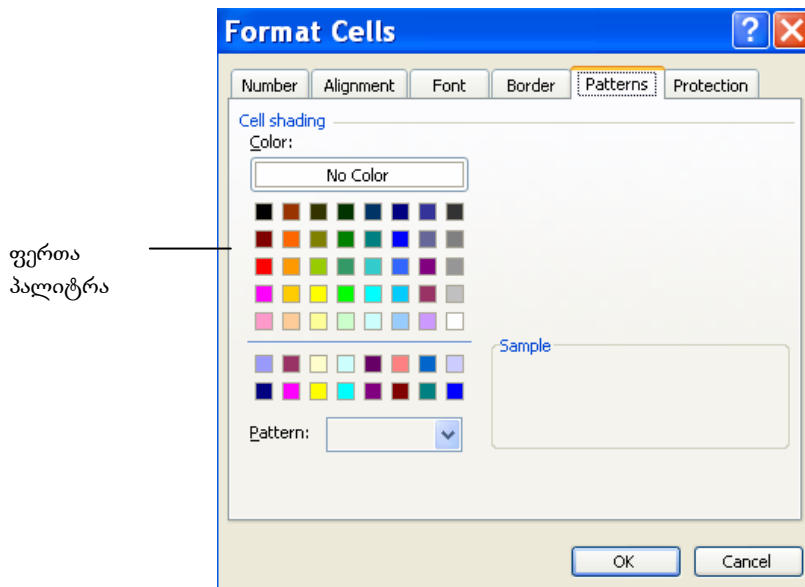 Format Cells
Number Alignment Font Border Patterns Protection
Cell shading
Color:
No Color
ფერთა
პალიტრა
Sample
Pattern:
OK Cancel